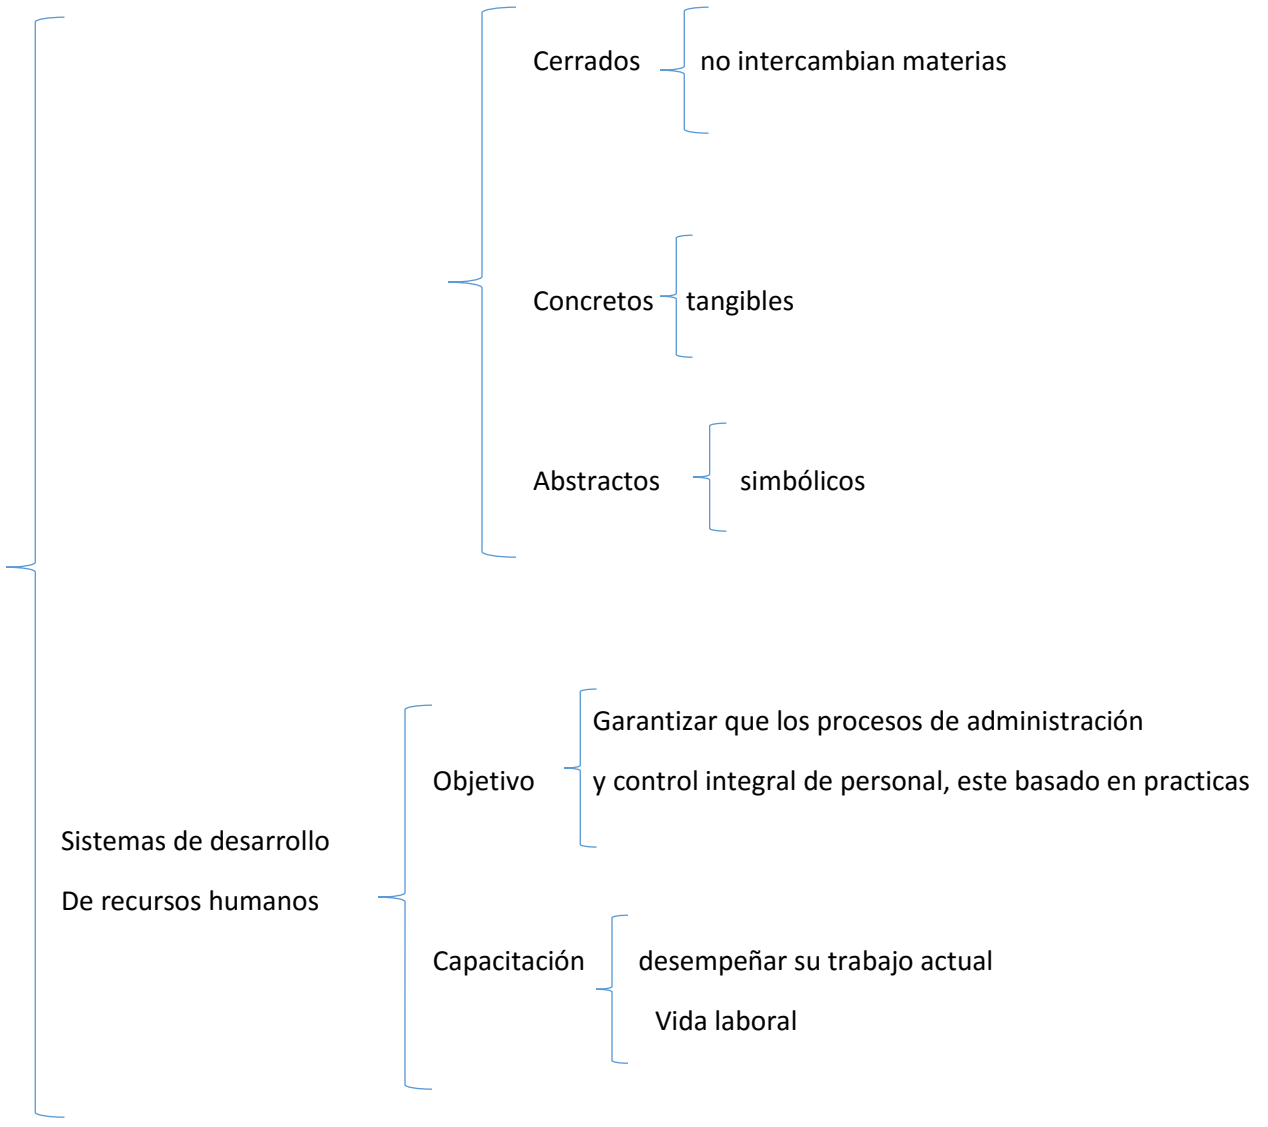 Cerrados no intercambian materias
Concretos tangibles
Abstractos simbólicos
Garantizar que los procesos de administración
Objetivo y control integral de personal, este basado en practicas
Sistemas de desarrollo
De recursos humanos
Capacitación desempeñar su trabajo actual
Vida laboral